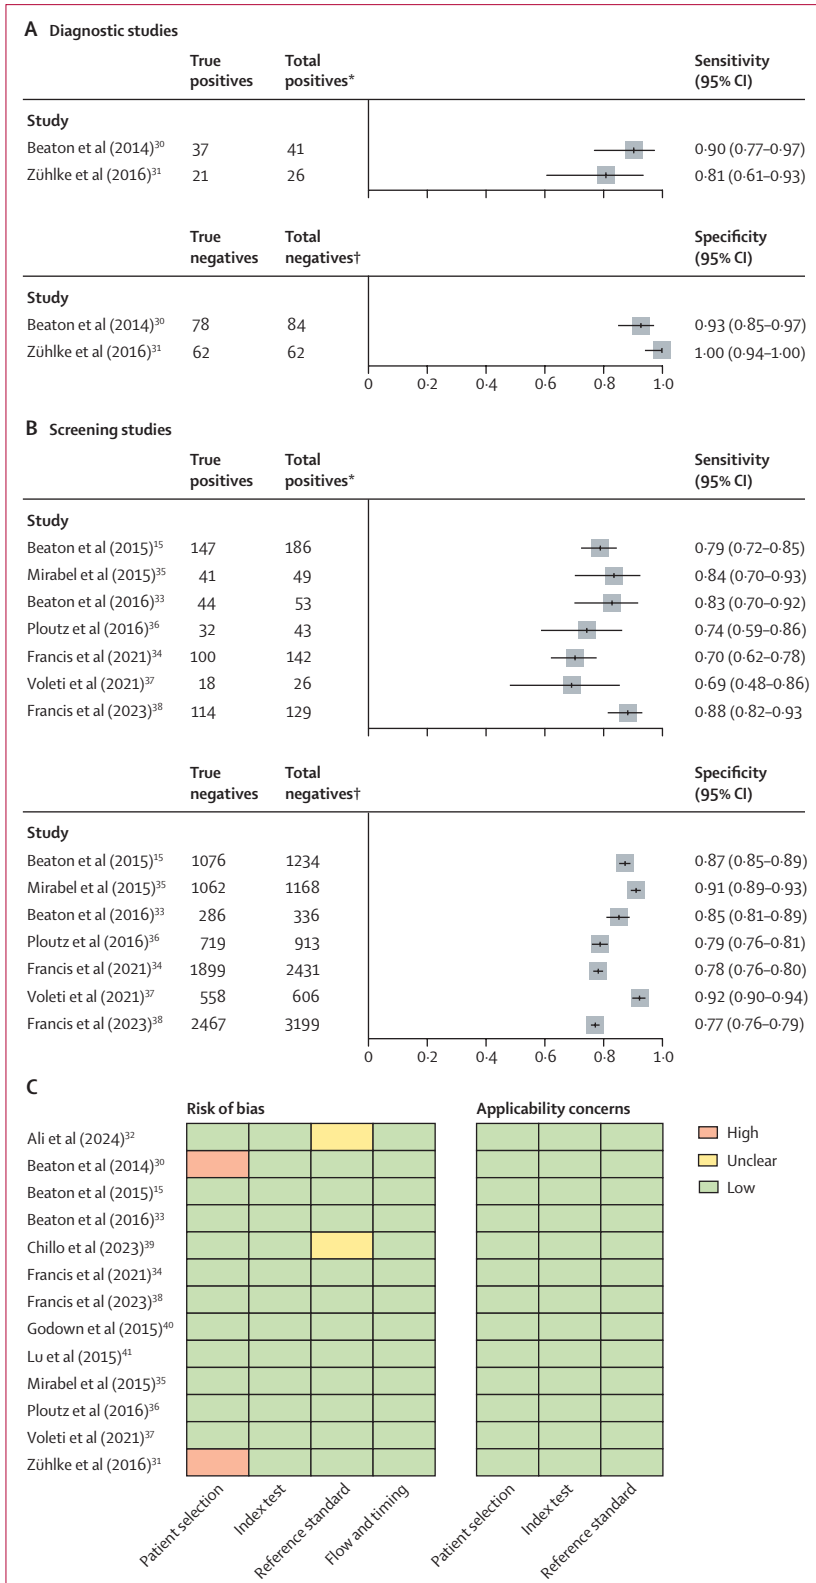 A Diagnostic studies
True positives Total positives* Sensitivity (95% CI)
Study
Beaton et al (2014)³⁰ 37 41 0·90 (0·77–0·97)
Zühlke et al (2016)³¹ 21 26 0·81 (0·61–0·93)
True negatives Total negatives† Specificity (95% CI)
Study
Beaton et al (2014)³⁰ 78 84 0·93 (0·85–0·97)
Zühlke et al (2016)³¹ 62 62 1·00 (0·94–1·00)
0 0·2 0·4 0·6 0·8 1·0
B Screening studies
True positives Total positives* Sensitivity (95% CI)
Study
Beaton et al (2015)¹⁵ 147 186 0·79 (0·72–0·85)
Mirabel et al (2015)³⁵ 41 49 0·84 (0·70–0·93)
Beaton et al (2016)³³ 44 53 0·83 (0·70–0·92)
Ploutz et al (2016)³⁶ 32 43 0·74 (0·59–0·86)
Francis et al (2021)³⁴ 100 142 0·70 (0·62–0·78)
Voleti et al (2021)³⁷ 18 26 0·69 (0·48–0·86)
Francis et al (2023)³⁸ 114 129 0·88 (0·82–0·93
True negatives Total negatives† Specificity (95% CI)
Study
Beaton et al (2015)¹⁵ 1076 1234 0·87 (0·85–0·89)
Mirabel et al (2015)³⁵ 1062 1168 0·91 (0·89–0·93)
Beaton et al (2016)³³ 286 336 0·85 (0·81–0·89)
Ploutz et al (2016)³⁶ 719 913 0·79 (0·76–0·81)
Francis et al (2021)³⁴ 1899 2431 0·78 (0·76–0·80)
Voleti et al (2021)³⁷ 558 606 0·92 (0·90–0·94)
Francis et al (2023)³⁸ 2467 3199 0·77 (0·76–0·79)
0 0·2 0·4 0·6 0·8 1·0
C
Risk of bias Applicability concerns
Ali et al (2024)³²
Beaton et al (2014)³⁰
Beaton et al (2015)¹⁵
Beaton et al (2016)³³
Chillo et al (2023)³⁹
Francis et al (2021)³⁴
Francis et al (2023)³⁸
Godown et al (2015)⁴⁰
Lu et al (2015)⁴¹
Mirabel et al (2015)³⁵
Ploutz et al (2016)³⁶
Voleti et al (2021)³⁷
Zühlke et al (2016)³¹
High
Unclear
Low
Patient selection
Index test
Reference standard
Flow and timing
Patient selection
Index test
Reference standard